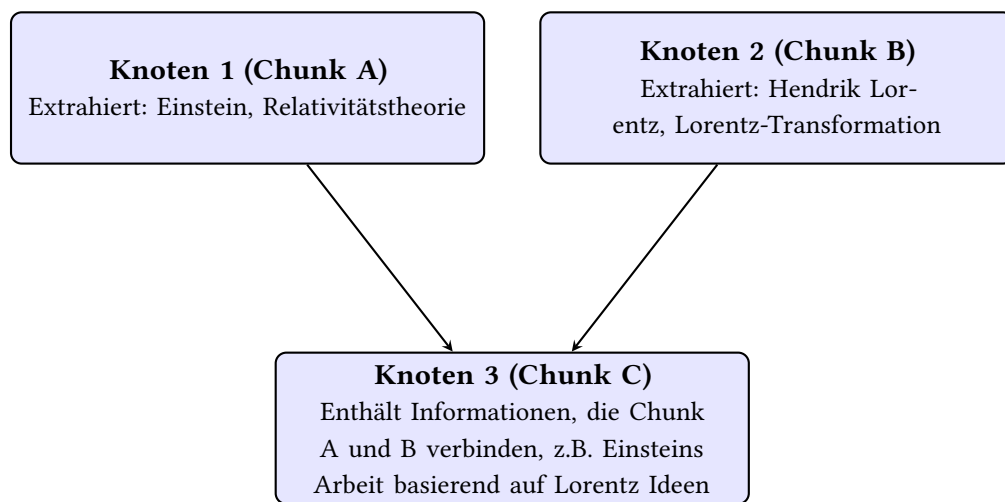 Knoten 1 (Chunk A)
Extrahiert: Einstein, Relativitätstheorie
Knoten 2 (Chunk B)
Extrahiert: Hendrik Lor-
entz, Lorentz-Transformation
Knoten 3 (Chunk C)
Enthält Informationen, die Chunk
A und B verbinden, z.B. Einsteins
Arbeit basierend auf Lorentz Ideen